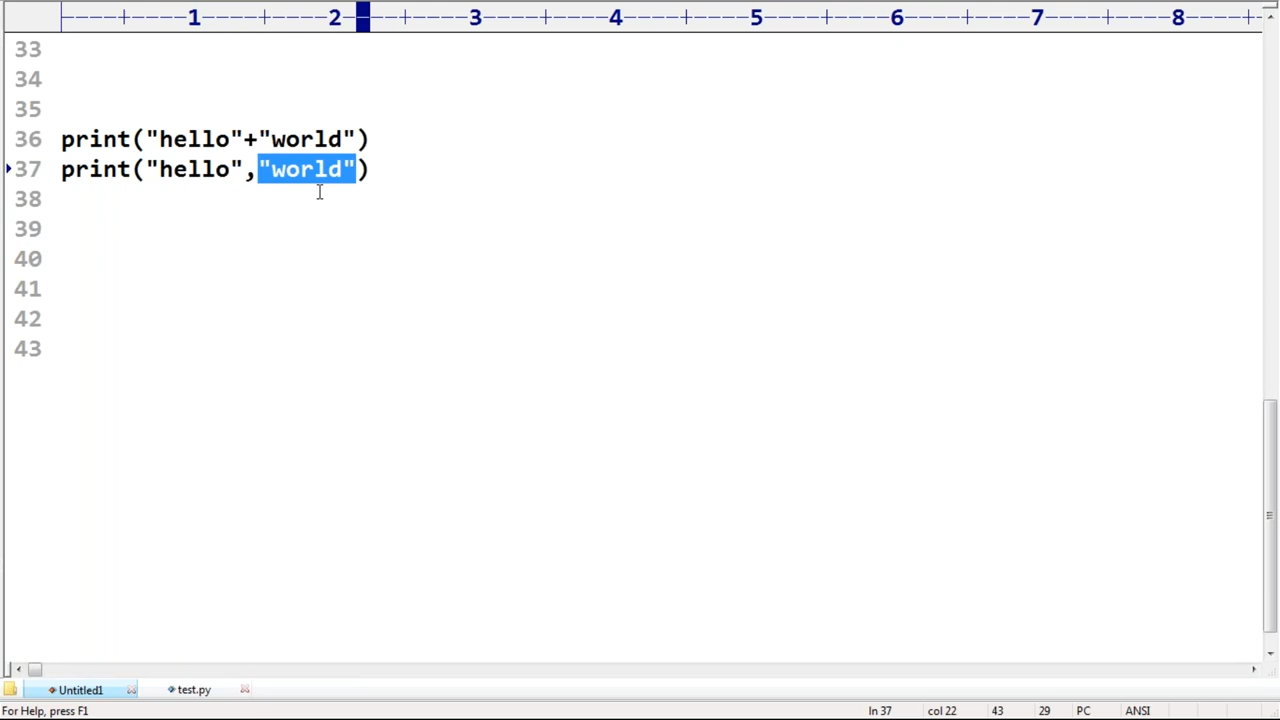 1 2 3 4 5 6 7 8
33
34
35
36 print("hello"+"world")
37 print("hello","world")
38
39
40
41
42
43
Untitled1 test.py
For Help, press F1 ln 37 col 22 43 29 PC ANSI